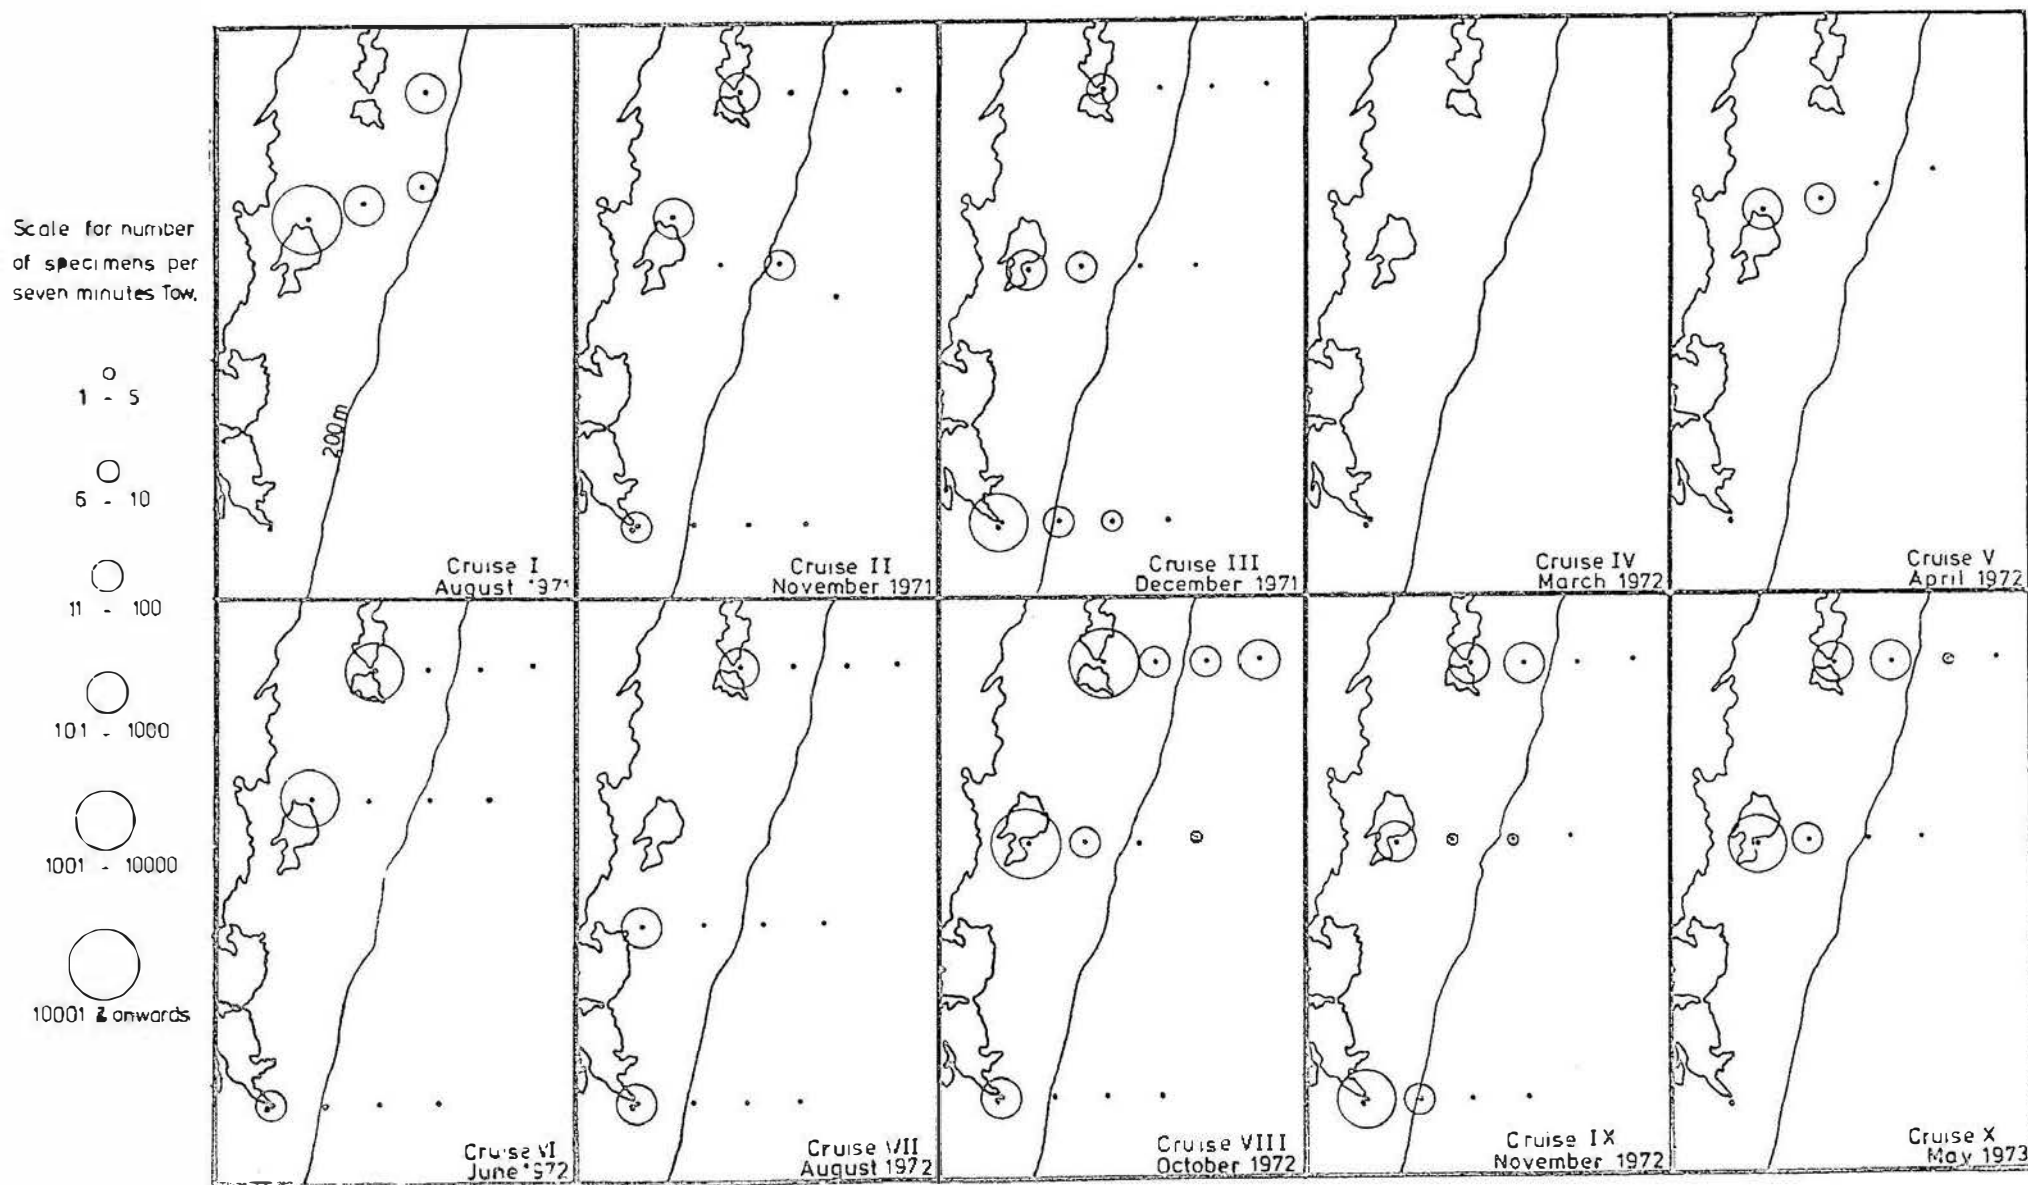 Scale for number
of specimens per
seven minutes Tow.
1 - 5
6 - 10
11 - 100
101 - 1000
1001 - 10000
10001 & onwards
200m
Cruise I
August 1971
Cruise II
November 1971
Cruise III
December 1971
Cruise IV
March 1972
Cruise V
April 1972
Cruise VI
June 1972
Cruise VII
August 1972
Cruise VIII
October 1972
Cruise IX
November 1972
Cruise X
May 1973